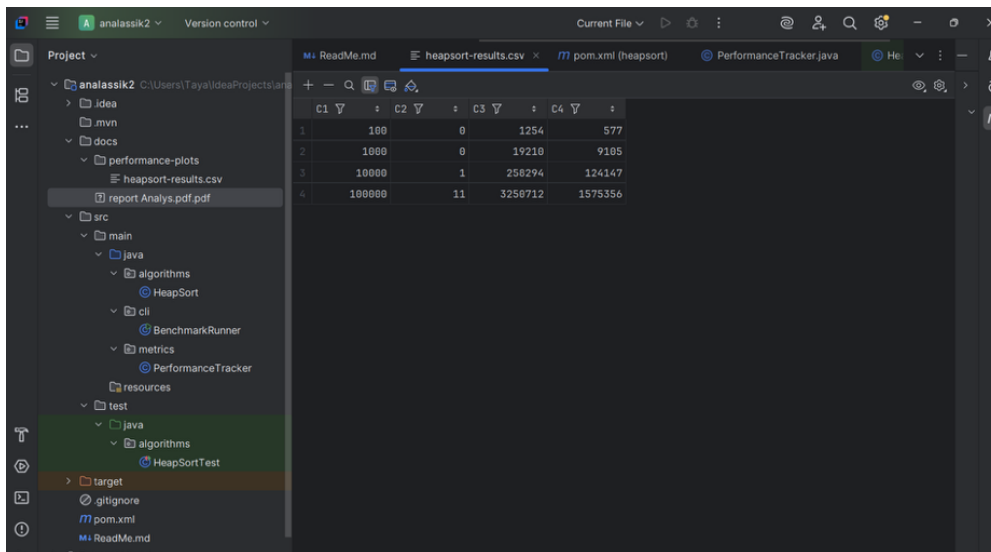 A analassik2 Version control Current File
Project
M↓ ReadMe.md heapsort-results.csv m pom.xml (heapsort) PerformanceTracker.java
analassik2 C:\Users\Taya\IdeaProjects\ana
.idea
.mvn
docs
performance-plots
heapsort-results.csv
report Analys.pdf.pdf
src
main
java
algorithms
HeapSort
cli
BenchmarkRunner
metrics
PerformanceTracker
resources
test
java
algorithms
HeapSortTest
target
.gitignore
m pom.xml
M↓ ReadMe.md
C1 C2 C3 C4
1 100 0 1254 577
2 1000 0 19210 9105
3 10000 1 258294 124147
4 100000 11 3250712 1575356